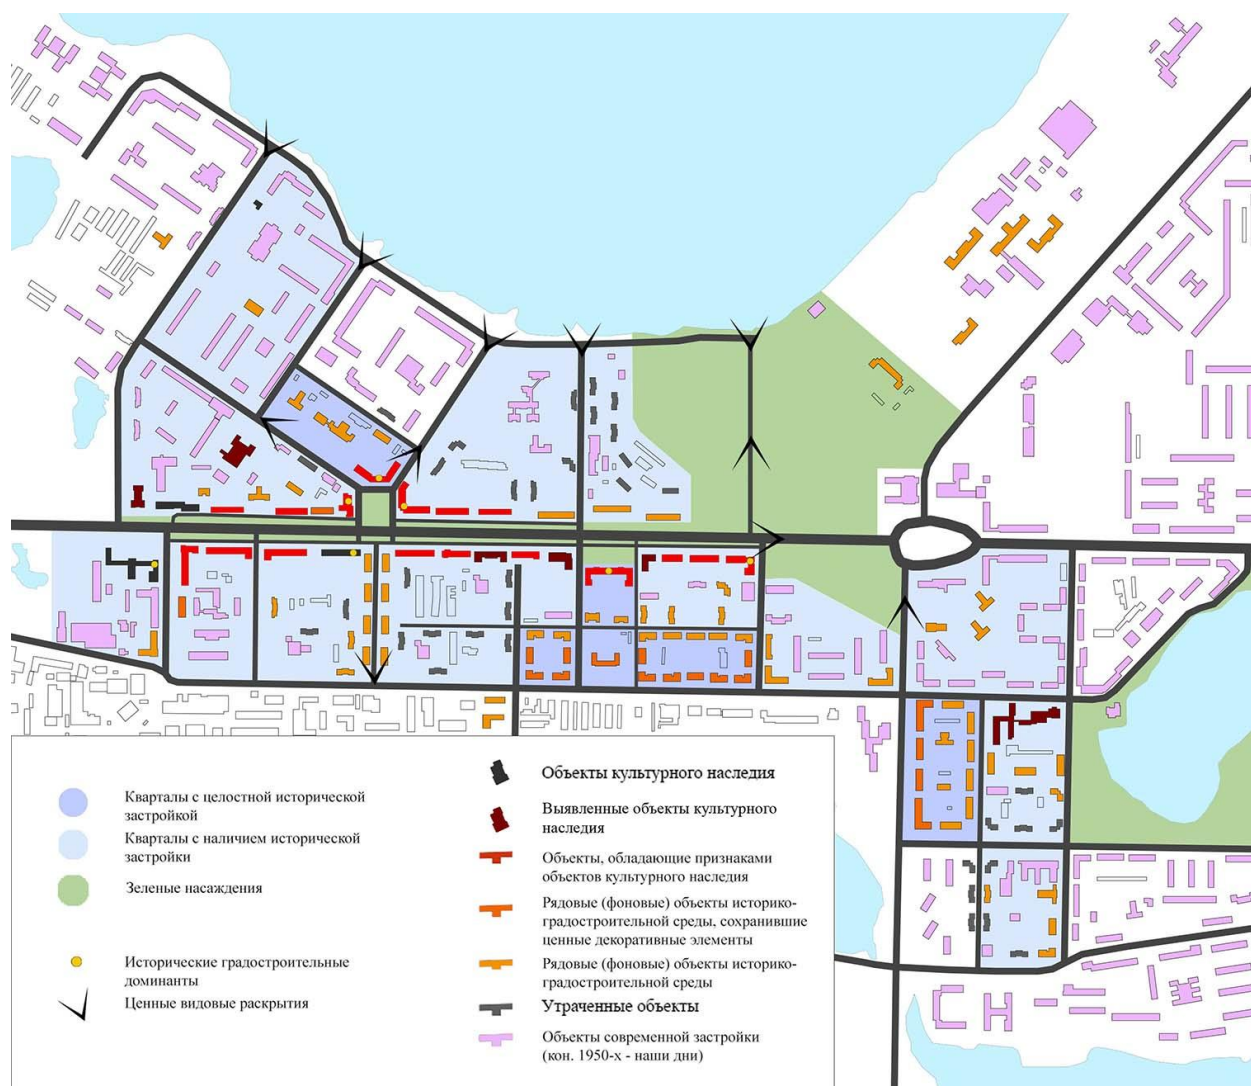 Кварталы с целостной исторической
застройкой
Кварталы с наличием исторической
застройки
Зеленые насаждения
Исторические градостроительные
доминанты
Ценные видовые раскрытия
Объекты культурного наследия
Выявленные объекты культурного
наследия
Объекты, обладающие признаками
объектов культурного наследия
Рядовые (фоновые) объекты историко-
градостроительной среды, сохранившие
ценные декоративные элементы
Рядовые (фоновые) объекты историко-
градостроительной среды
Утраченные объекты
Объекты современной застройки
(кон. 1950-х - наши дни)